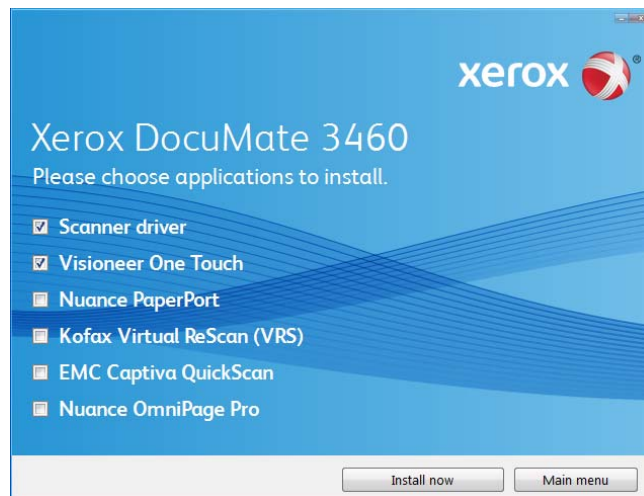 xerox ®
Xerox DocuMate 3460
Please choose applications to install.
Scanner driver
Visioneer One Touch
Nuance PaperPort
Kofax Virtual ReScan (VRS)
EMC Captiva QuickScan
Nuance OmniPage Pro
Install now
Main menu